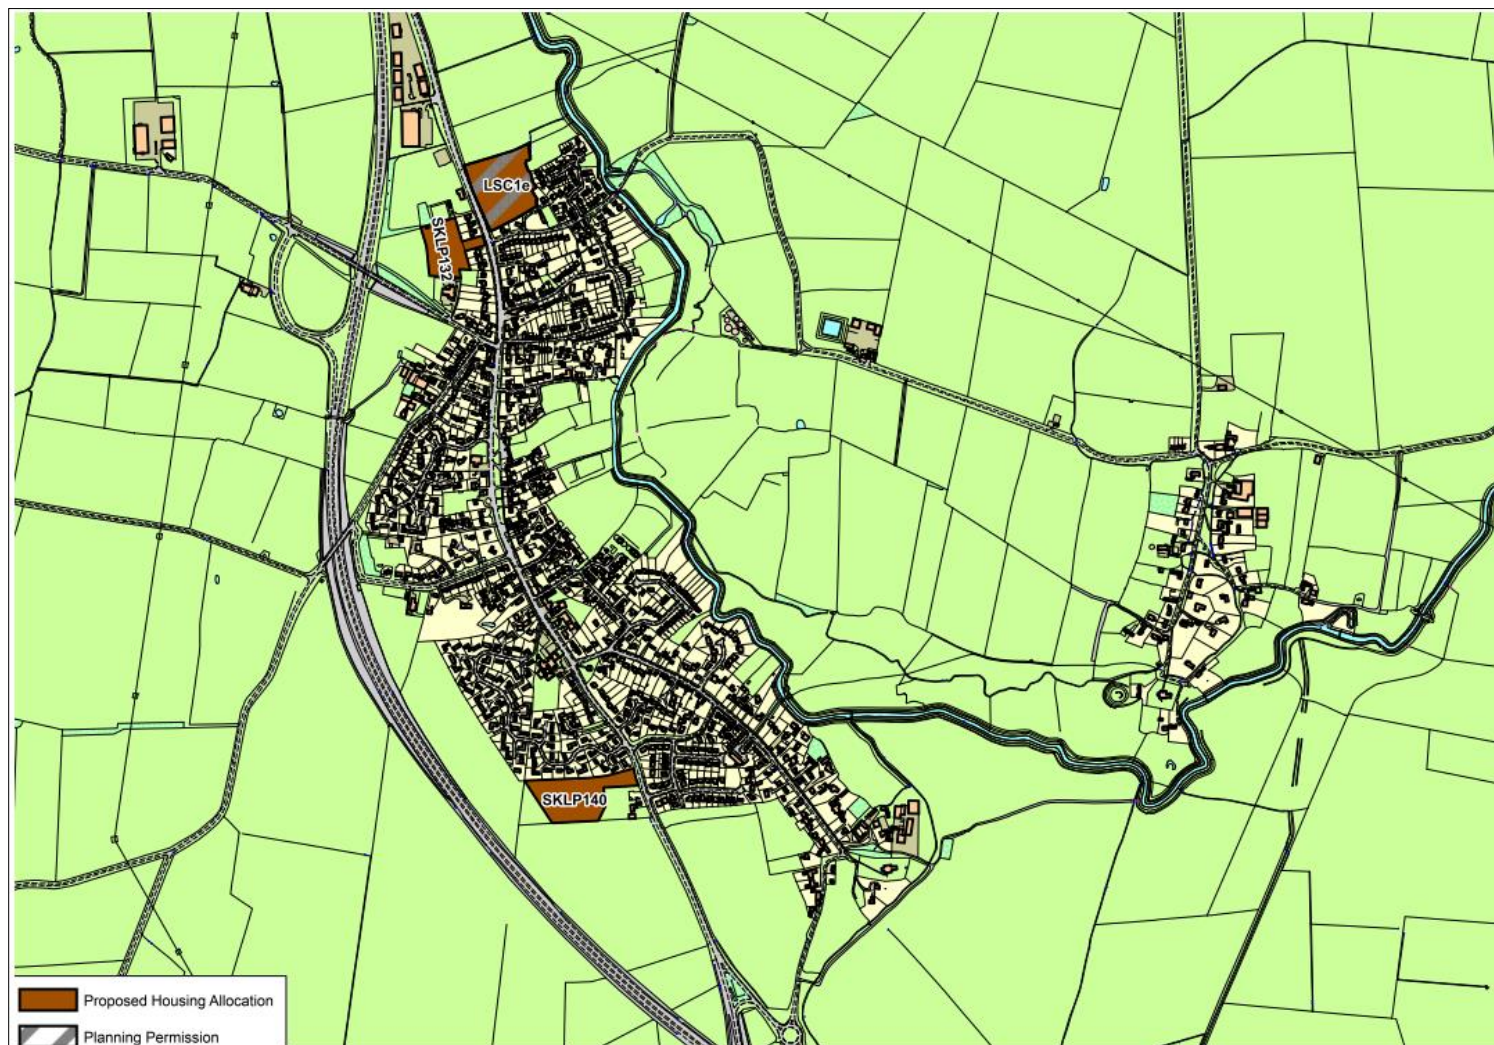 LSC1e
SKLP132
SKLP140
Proposed Housing Allocation
Planning Permission